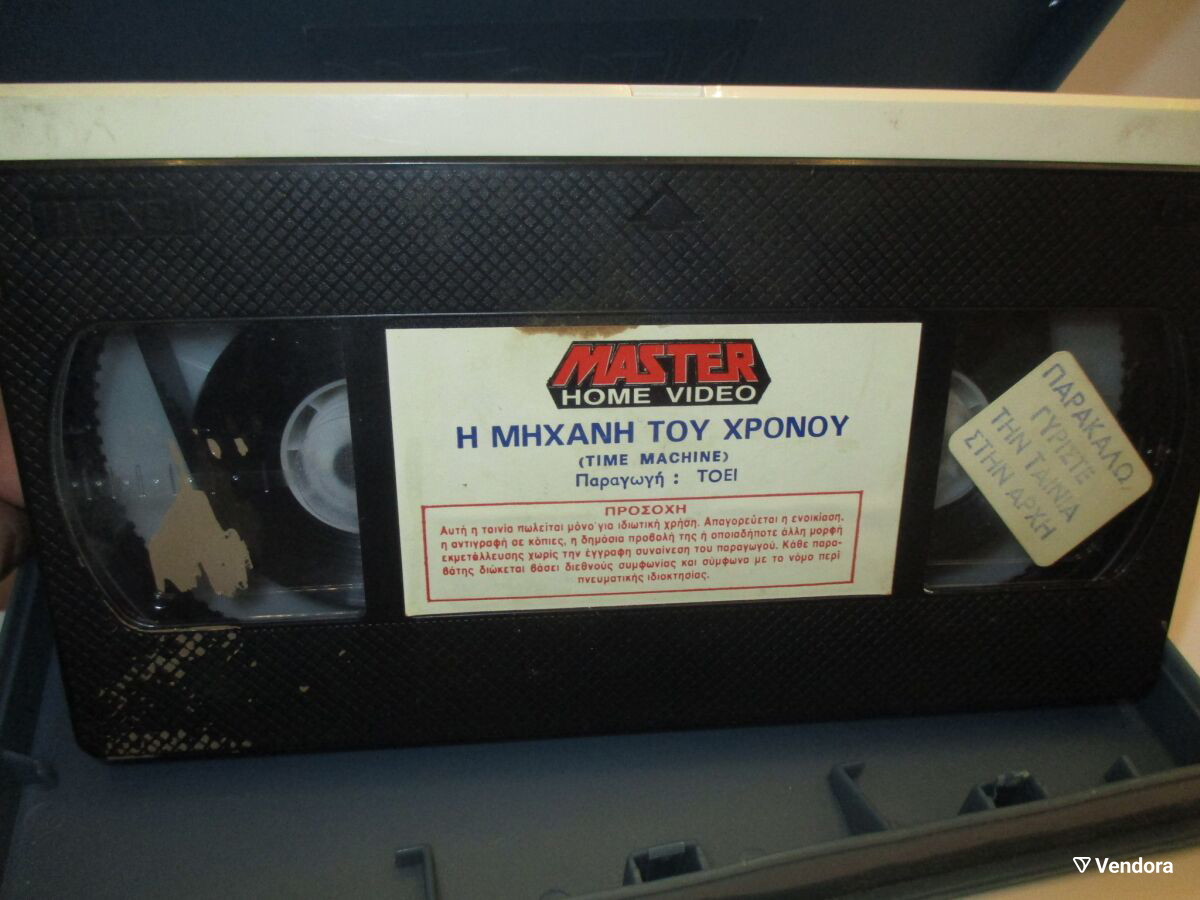 maxell
MASTER
HOME VIDEO
Η ΜΗΧΑΝΗ ΤΟΥ ΧΡΟΝΟΥ
(TIME MACHINE)
Παραγωγή : TOEI
ΠΡΟΣΟΧΗ
Αυτή η ταινία πωλείται μόνο για ιδιωτική χρήση. Απαγορεύεται η ενοικίαση,
η αντιγραφή σε κόπιες, η δημόσια προβολή της ή οποιαδήποτε άλλη μορφή
εκμετάλλευσης χωρίς την έγγραφη συναίνεση του παραγωγού. Κάθε παρα-
βάτης διώκεται βάσει διεθνούς συμφωνίας και σύμφωνα με το νόμο περί
πνευματικής ιδιοκτησίας.
ΠΑΡΑΚΑΛΩ,
ΓΥΡΙΣΤΕ
ΤΗΝ ΤΑΙΝΙΑ
ΣΤΗΝ ΑΡΧΗ
Vendora